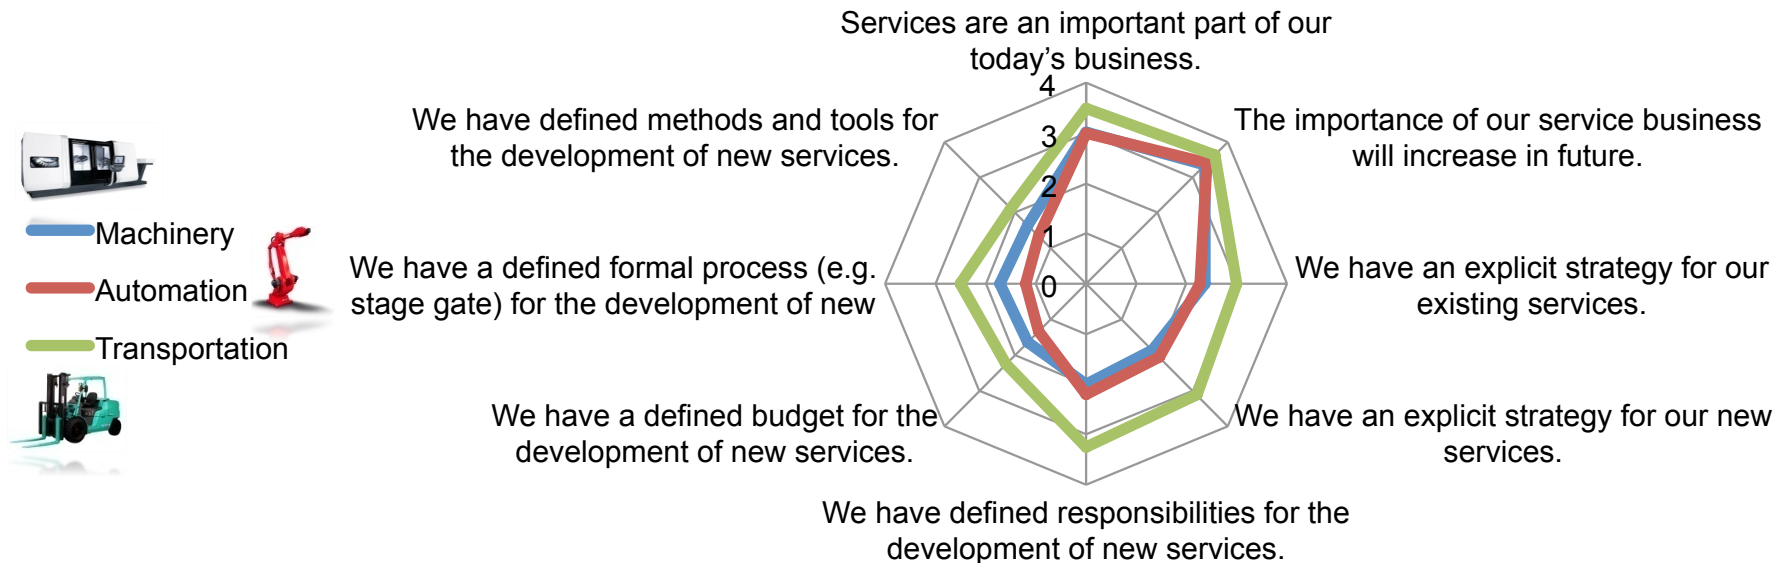 Services are an important part of our
today’s business.
The importance of our service business
will increase in future.
We have an explicit strategy for our
existing services.
We have an explicit strategy for our new
services.
We have defined responsibilities for the
development of new services.
We have a defined budget for the
development of new services.
We have a defined formal process (e.g.
stage gate) for the development of new
We have defined methods and tools for
the development of new services.
4
3
2
1
0
Machinery
Automation
Transportation